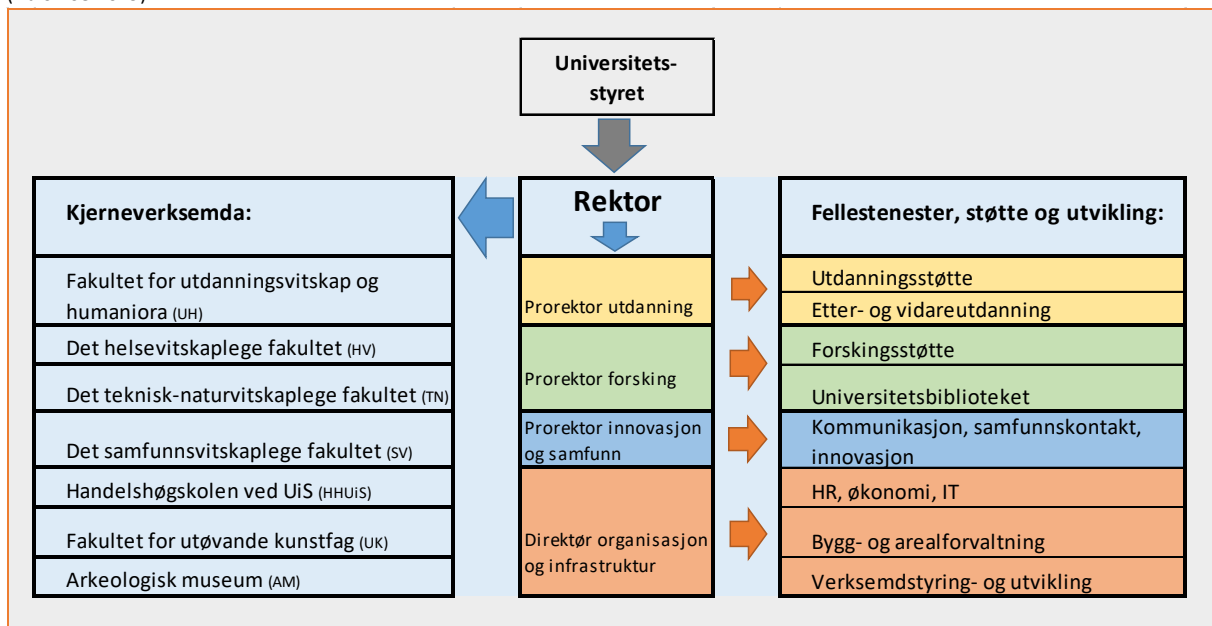 Universitets-
styret
Kjerneverksemda:
Fakultet for utdanningsvitskap og
humaniora (UH)
Det helsevitskaplege fakultet (HV)
Det teknisk-naturvitskaplege fakultet (TN)
Det samfunnsvitskaplege fakultet (SV)
Handelshøgskolen ved UiS (HHUiS)
Fakultet for utøvande kunstfag (UK)
Arkeologisk museum (AM)
Rektor
Prorektor utdanning
Prorektor forsking
Prorektor innovasjon
og samfunn
Direktør organisasjon
og infrastruktur
Fellestenester, støtte og utvikling:
Utdanningsstøtte
Etter- og vidareutdanning
Forskingsstøtte
Universitetsbiblioteket
Kommunikasjon, samfunnskontakt,
innovasjon
HR, økonomi, IT
Bygg- og arealforvaltning
Verksemdstyring- og utvikling